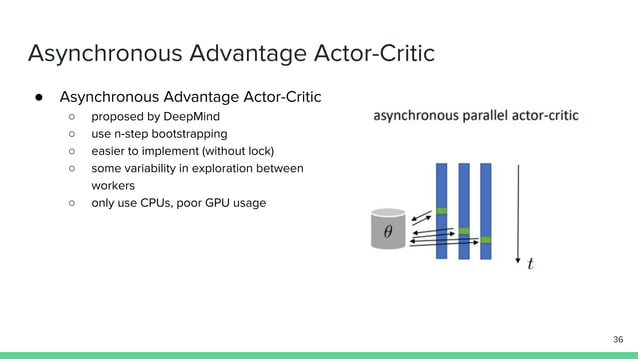 Asynchronous Advantage Actor-Critic
● Asynchronous Advantage Actor-Critic
○ proposed by DeepMind
○ use n-step bootstrapping
○ easier to implement (without lock)
○ some variability in exploration between
workers
○ only use CPUs, poor GPU usage
asynchronous parallel actor-critic
θ
t
36